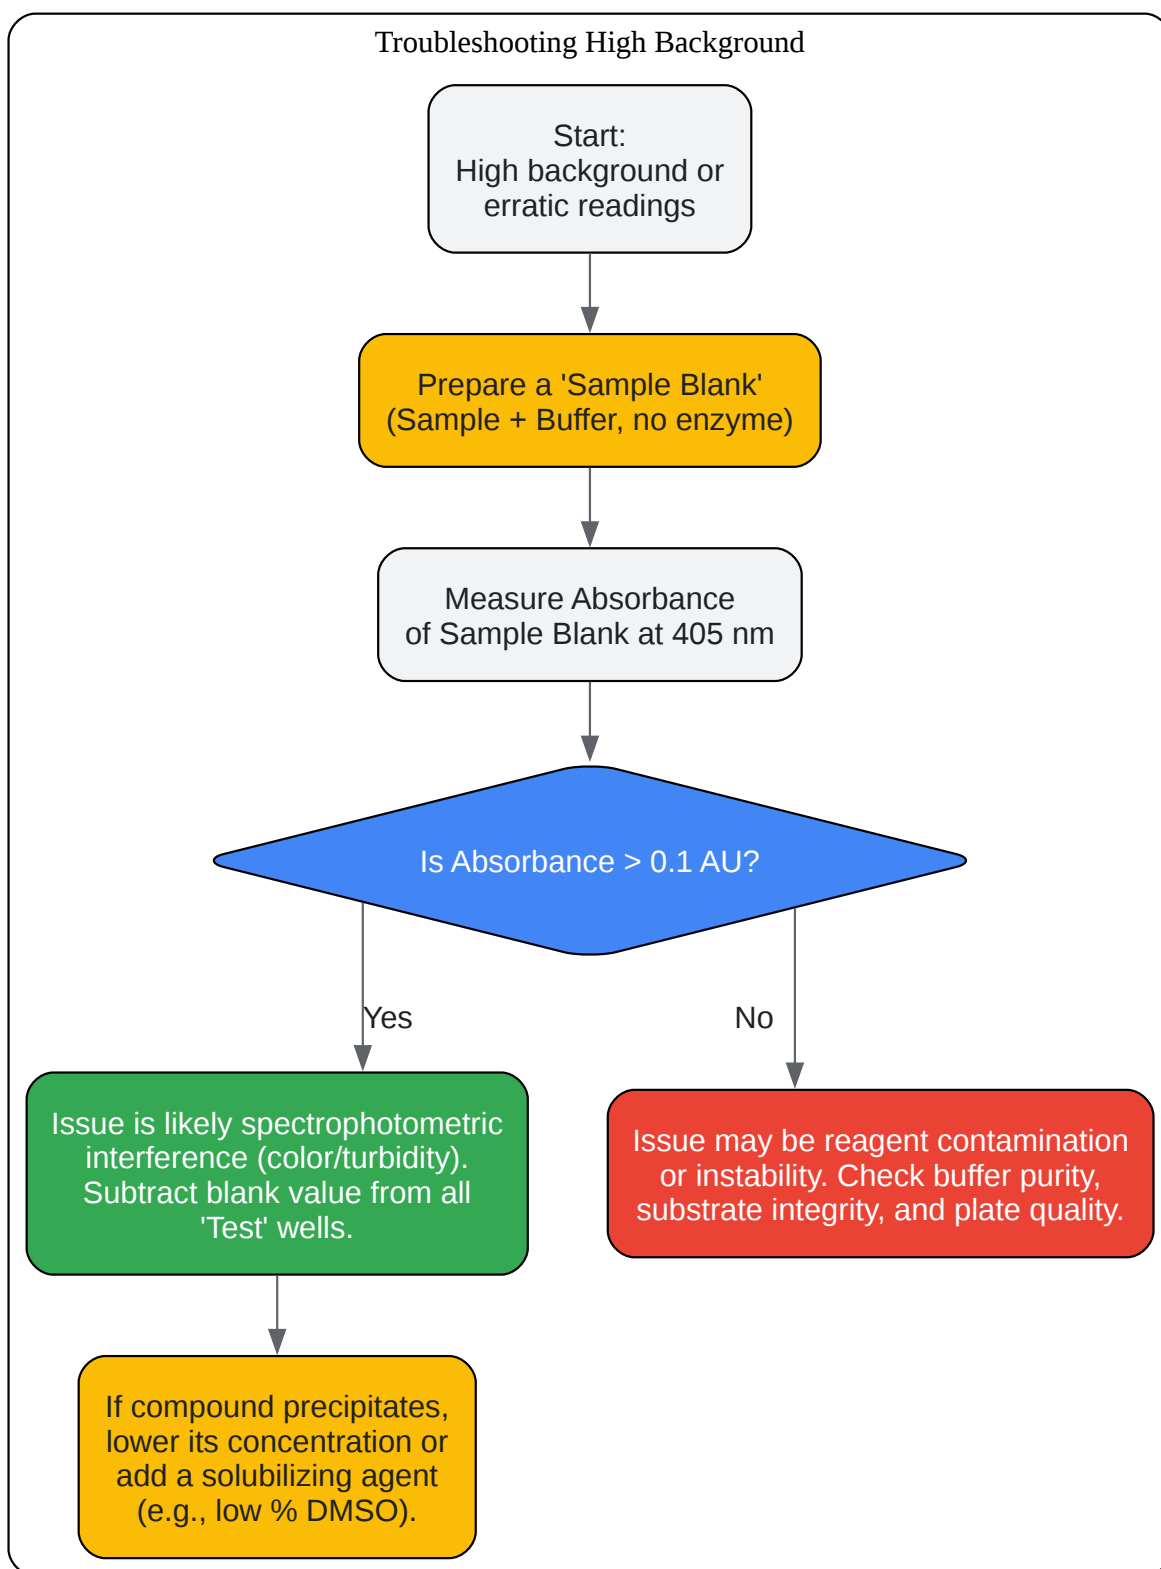 Troubleshooting High Background
Start:
High background or
erratic readings
Prepare a 'Sample Blank'
(Sample + Buffer, no enzyme)
Measure Absorbance
of Sample Blank at 405 nm
Is Absorbance > 0.1 AU?
Yes
No
Issue is likely spectrophotometric
interference (color/turbidity).
Subtract blank value from all
'Test' wells.
Issue may be reagent contamination
or instability. Check buffer purity,
substrate integrity, and plate quality.
If compound precipitates,
lower its concentration or
add a solubilizing agent
(e.g., low % DMSO).